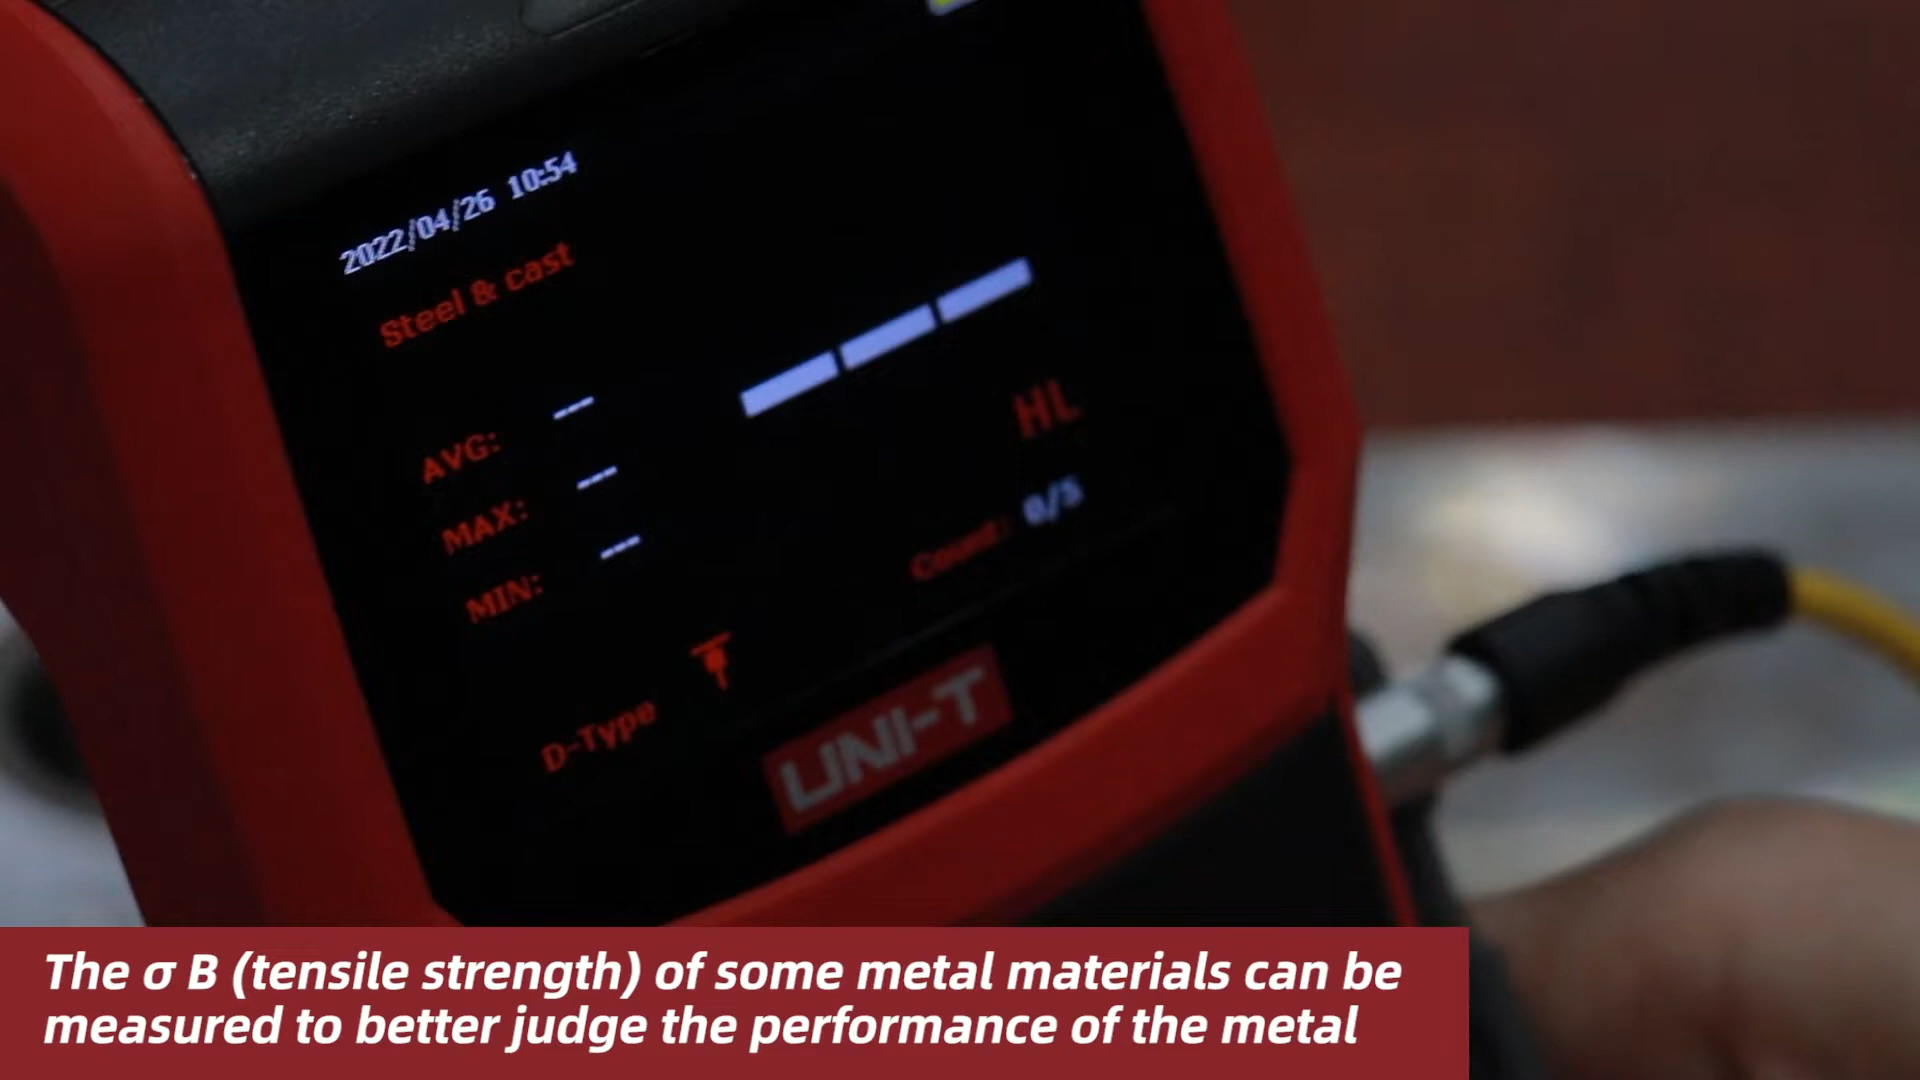 2022/04/26 10:54
Steel & cast
AVG: ---
MAX: ---
MIN: ---
HL
Count: 0/5
D-Type
UNI-T
The σ B (tensile strength) of some metal materials can be
measured to better judge the performance of the metal